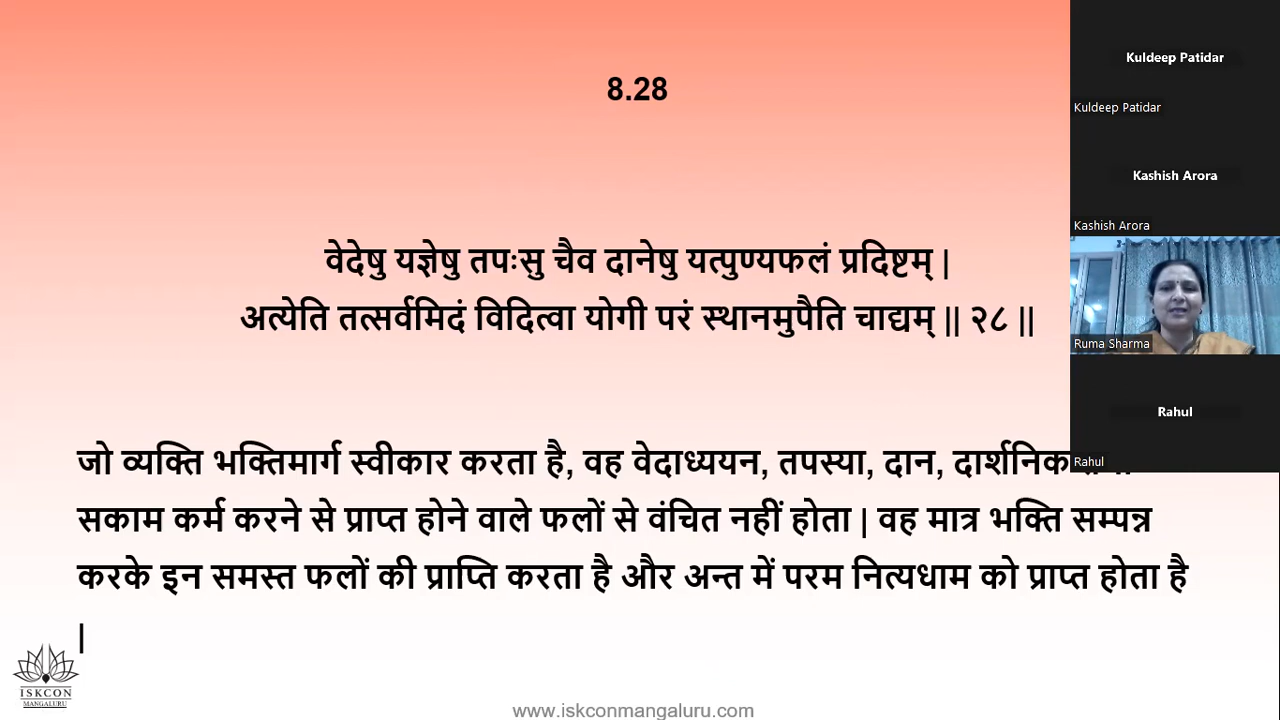 8.28
वेदेषु यज्ञेषु तपःसु चैव दानेषु यत्पुण्यफलं प्रदिष्टम् |
अत्येति तत्सर्वमिदं विदित्वा योगी परं स्थानमुपैति चाद्यम् || २८ ||
जो व्यक्ति भक्तिमार्ग स्वीकार करता है, वह वेदाध्ययन, तपस्या, दान, दार्शनिक
सकाम कर्म करने से प्राप्त होने वाले फलों से वंचित नहीं होता | वह मात्र भक्ति सम्पन्न
करके इन समस्त फलों की प्राप्ति करता है और अन्त में परम नित्यधाम को प्राप्त होता है
|
ISKCON
MANGALURU
www.iskconmangaluru.com
Kuldeep Patidar
Kuldeep Patidar
Kashish Arora
Kashish Arora
Ruma Sharma
Rahul
Rahul